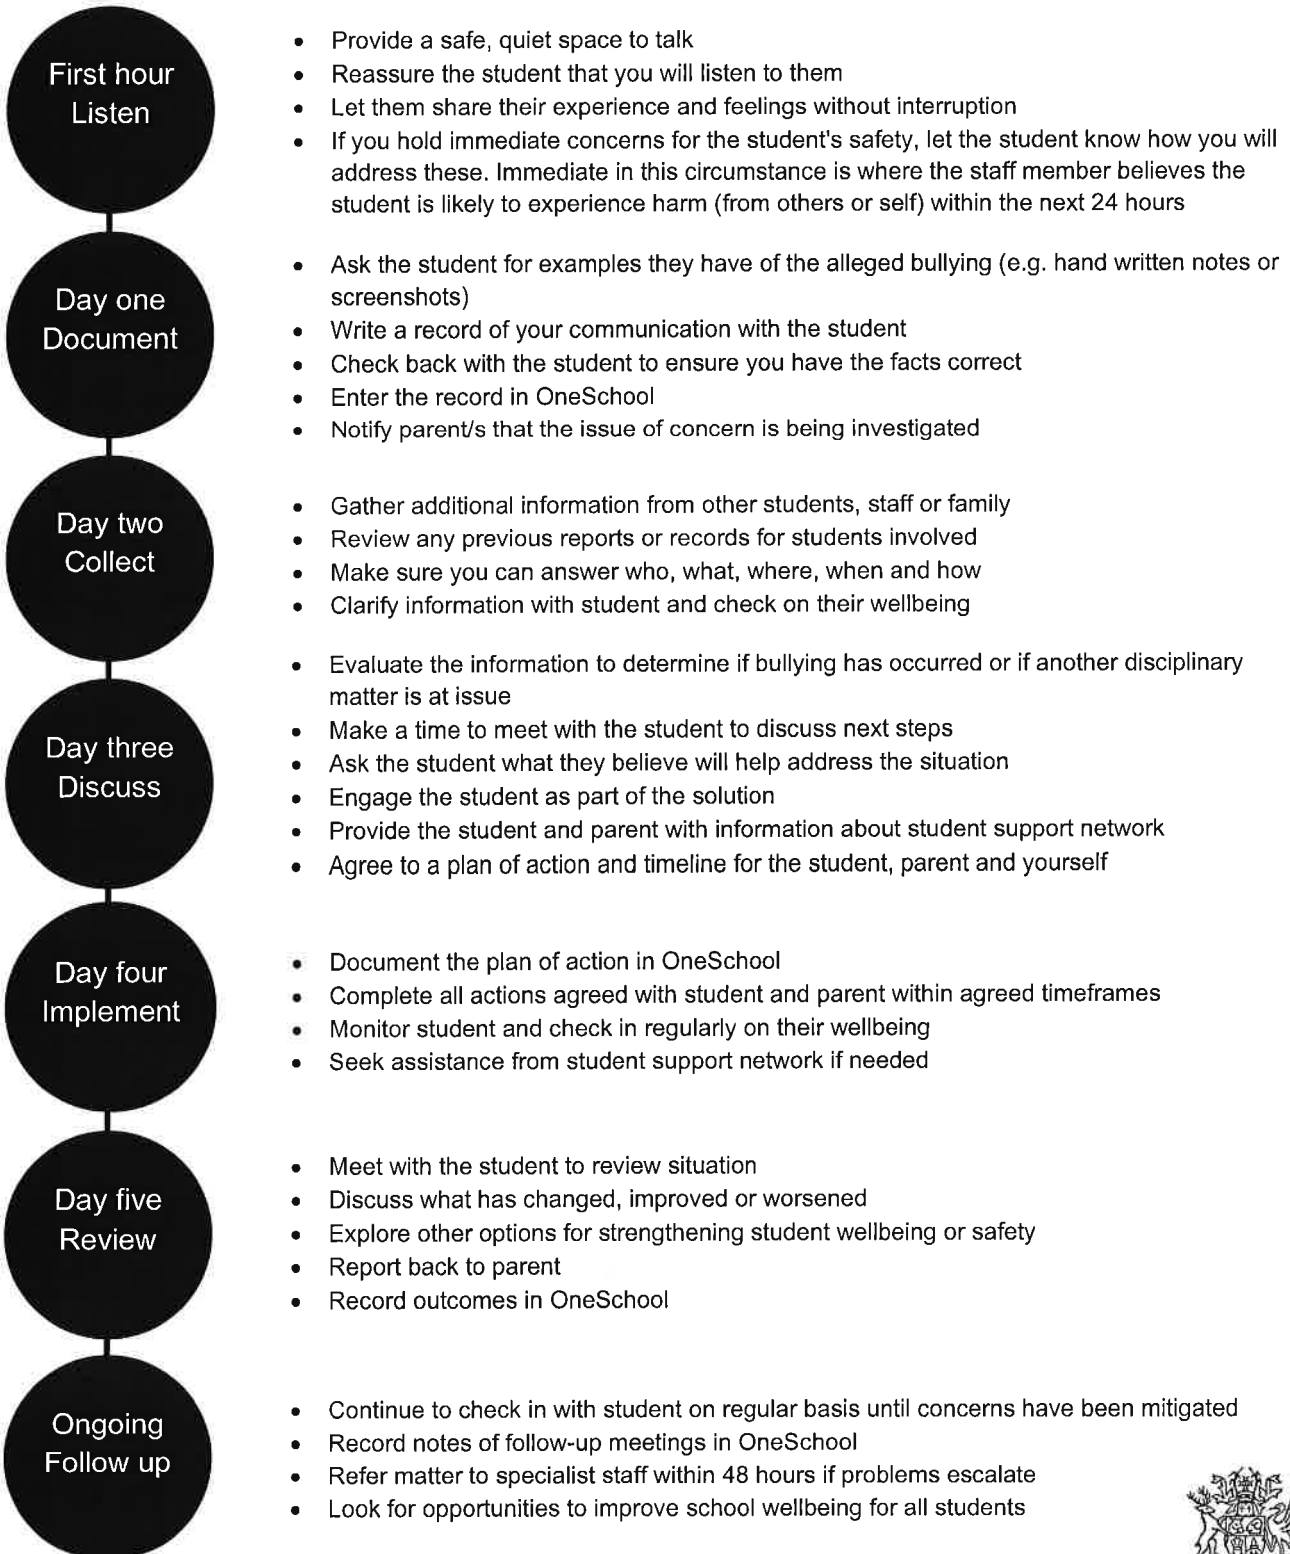 First hour
Listen
• Provide a safe, quiet space to talk
• Reassure the student that you will listen to them
• Let them share their experience and feelings without interruption
• If you hold immediate concerns for the student's safety, let the student know how you will
address these. Immediate in this circumstance is where the staff member believes the
student is likely to experience harm (from others or self) within the next 24 hours
Day one
Document
• Ask the student for examples they have of the alleged bullying (e.g. hand written notes or
screenshots)
• Write a record of your communication with the student
• Check back with the student to ensure you have the facts correct
• Enter the record in OneSchool
• Notify parent/s that the issue of concern is being investigated
Day two
Collect
• Gather additional information from other students, staff or family
• Review any previous reports or records for students involved
• Make sure you can answer who, what, where, when and how
• Clarify information with student and check on their wellbeing
Day three
Discuss
• Evaluate the information to determine if bullying has occurred or if another disciplinary
matter is at issue
• Make a time to meet with the student to discuss next steps
• Ask the student what they believe will help address the situation
• Engage the student as part of the solution
• Provide the student and parent with information about student support network
• Agree to a plan of action and timeline for the student, parent and yourself
Day four
Implement
• Document the plan of action in OneSchool
• Complete all actions agreed with student and parent within agreed timeframes
• Monitor student and check in regularly on their wellbeing
• Seek assistance from student support network if needed
Day five
Review
• Meet with the student to review situation
• Discuss what has changed, improved or worsened
• Explore other options for strengthening student wellbeing or safety
• Report back to parent
• Record outcomes in OneSchool
Ongoing
Follow up
• Continue to check in with student on regular basis until concerns have been mitigated
• Record notes of follow-up meetings in OneSchool
• Refer matter to specialist staff within 48 hours if problems escalate
• Look for opportunities to improve school wellbeing for all students